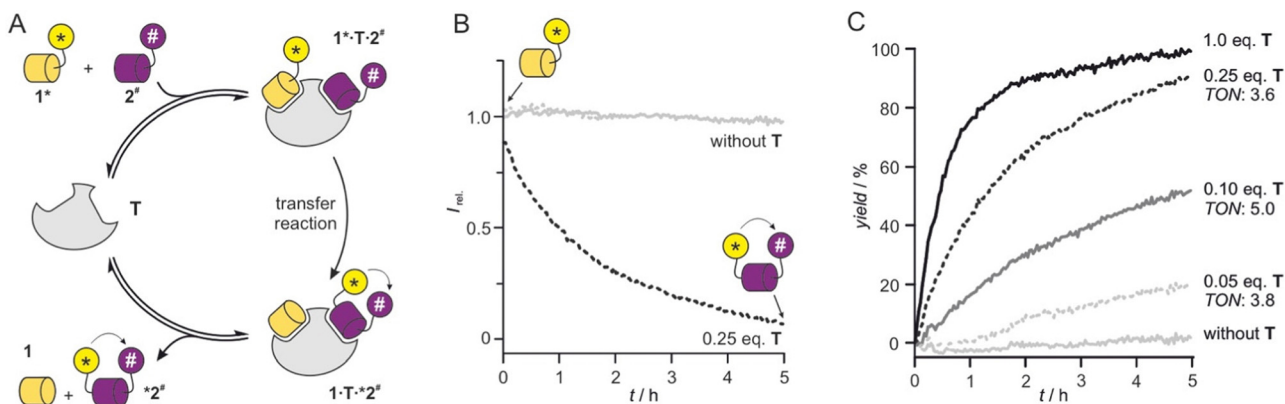 A
*
#
1* + 2#
1*·T·2#
*
#
T
transfer
reaction
*
#
1·T·*2#
1
*
#
+ *2#
B
*
Irel.
1.0
0.5
0
without T
*
#
0.25 eq. T
0 1 2 3 4 5
t / h
C
yield / %
100
80
60
40
20
0
1.0 eq. T
0.25 eq. T
TON: 3.6
0.10 eq. T
TON: 5.0
0.05 eq. T
TON: 3.8
without T
0 1 2 3 4 5
t / h